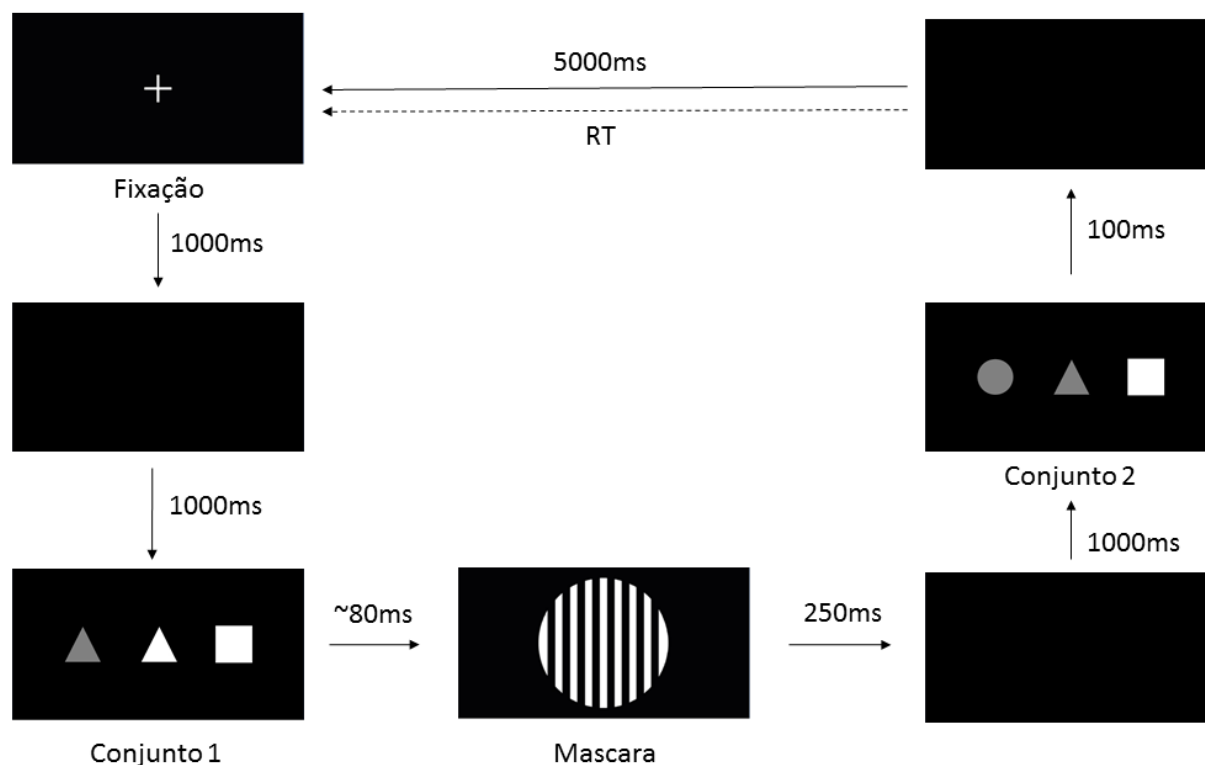 5000ms
RT
Fixação
1000ms
100ms
1000ms
Conjunto 2
1000ms
~80ms
250ms
Conjunto 1
Mascara